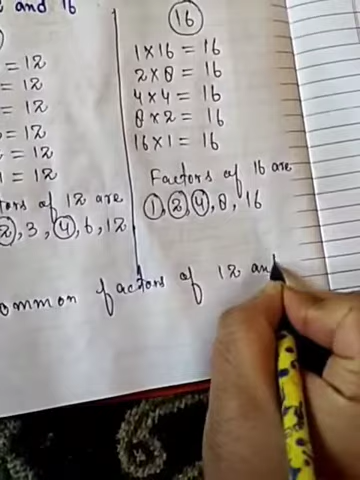 and 16
= 12
= 12
= 12
= 12
= 12
= 12
ors of 12 are
2, 3, 4, 6, 12
16
1 × 16 = 16
2 × 8 = 16
4 × 4 = 16
8 × 2 = 16
16 × 1 = 16
Factors of 16 are
1, 2, 4, 8, 16
ommon factors of 12 an